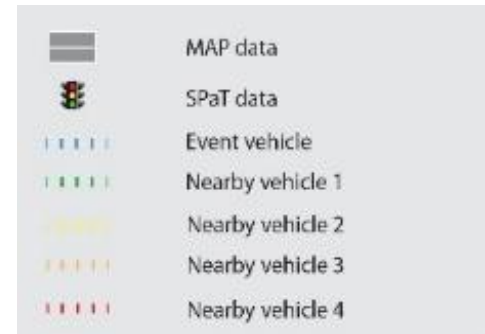 MAP data
SPaT data
Event vehicle
Nearby vehicle 1
Nearby vehicle 2
Nearby vehicle 3
Nearby vehicle 4